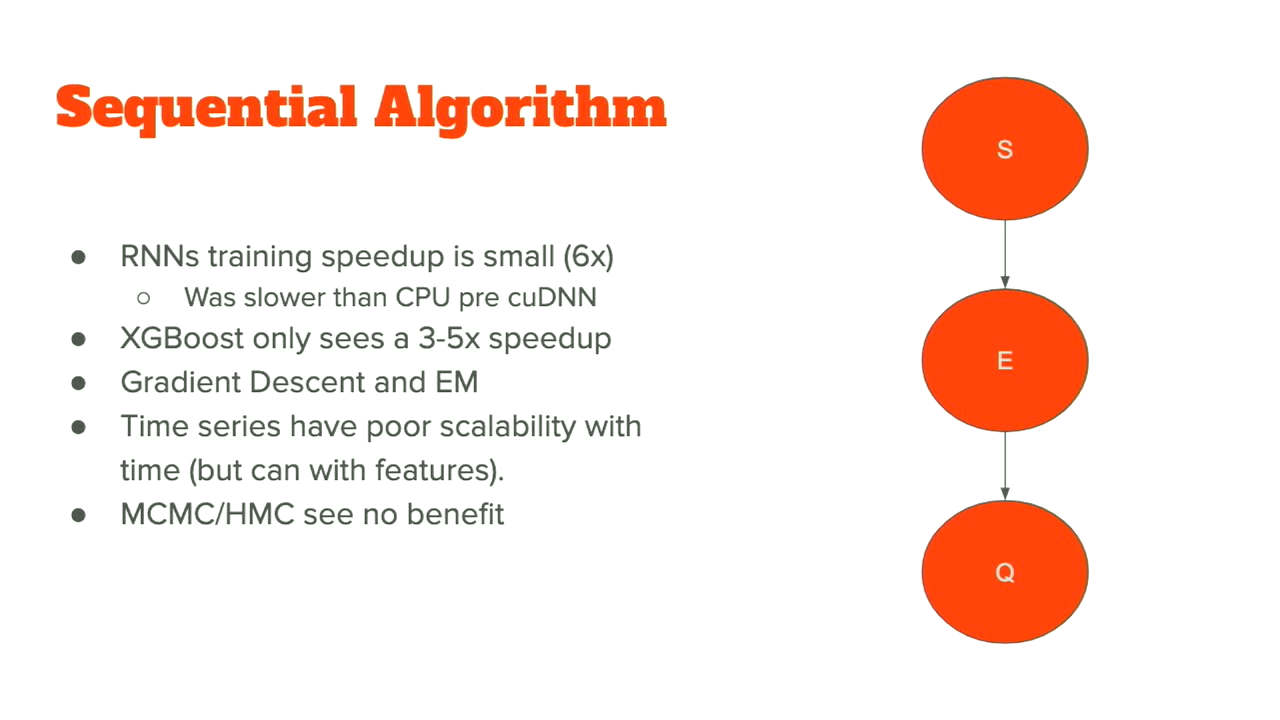 Sequential Algorithm
● RNNs training speedup is small (6x)
○ Was slower than CPU pre cuDNN
● XGBoost only sees a 3-5x speedup
● Gradient Descent and EM
● Time series have poor scalability with
time (but can with features).
● MCMC/HMC see no benefit
S
E
Q